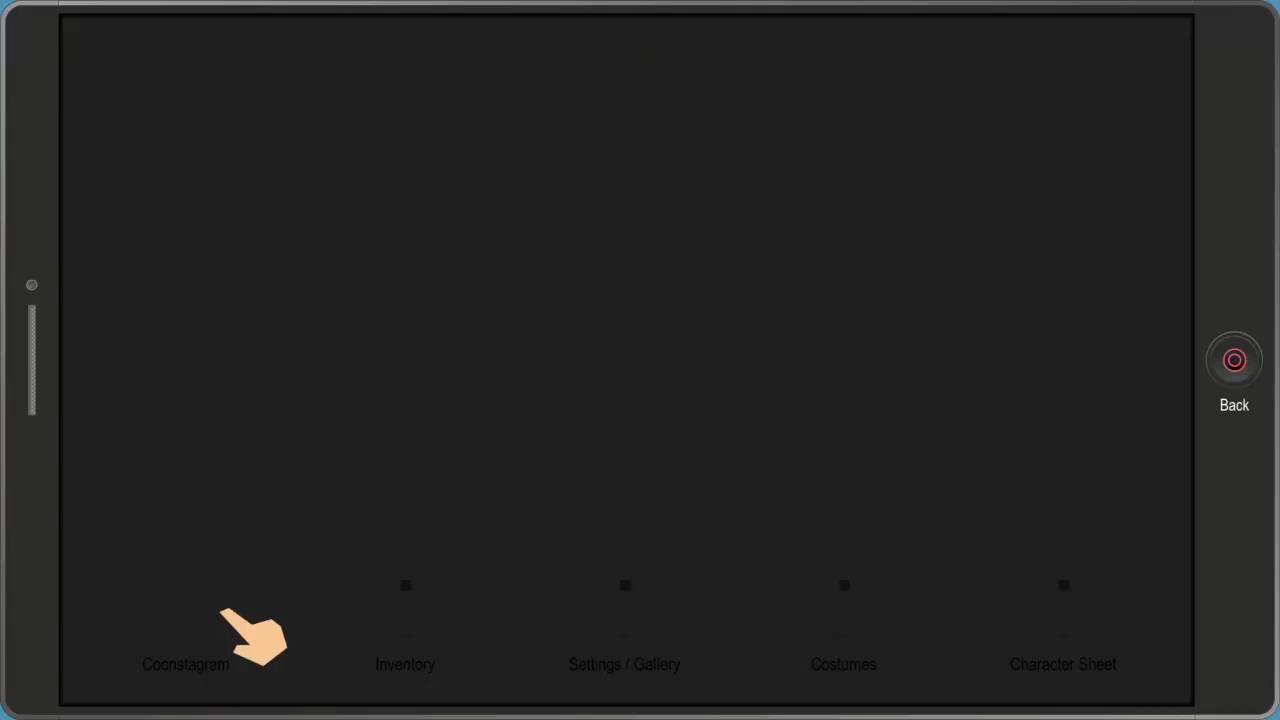 Back
Coonstagram
Inventory
Settings / Gallery
Costumes
Character Sheet